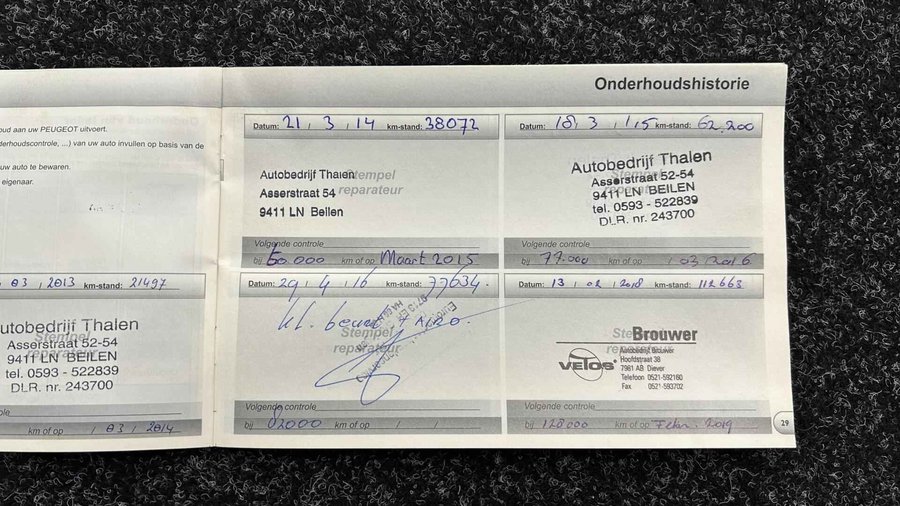 Onderhoudshistorie
oud aan uw PEUGEOT uitvoert.
derhoudscontrole, ...) van uw auto invullen op basis van de
uw auto te bewaren.
eigenaar.
03 / 2013 km-stand: 21497
Autobedrijf Thalen
Stempel
Asserstraat 52-54
9411 LN BEILEN
tel. 0593 - 522839
DLR. nr. 243700
km of op / 03 / 2014
Datum: 21 / 3 / 14 km-stand: 38072
Autobedrijf Thalen
Stempel
Asserstraat 54
reparateur
9411 LN Beilen
Volgende controle
bij 60.000 km of op Maart 2015
Datum: 18 / 3 / 15 km-stand: 62.200
Autobedrijf Thalen
Asserstraat 52-54
9411 LN BEILEN
tel. 0593 - 522839
DLR. nr. 243700
Volgende controle
bij 77.000 km of op / 03 / 2016
Datum: 29 / 4 / 16 km-stand: 77634.
kl. beurt
Stempel
reparateur
Volgende controle
bij 82000 km of op / /
Datum: 13 / 02 / 2018 km-stand: 112663
Stempel
Brouwer
VELOS
Autobedrijf Brouwer
Hoofdstraat 38
7981 AB Diever
Telefoon 0521-592160
Fax 0521-593702
Volgende controle
bij 128000 km of op Febr. 2019
29